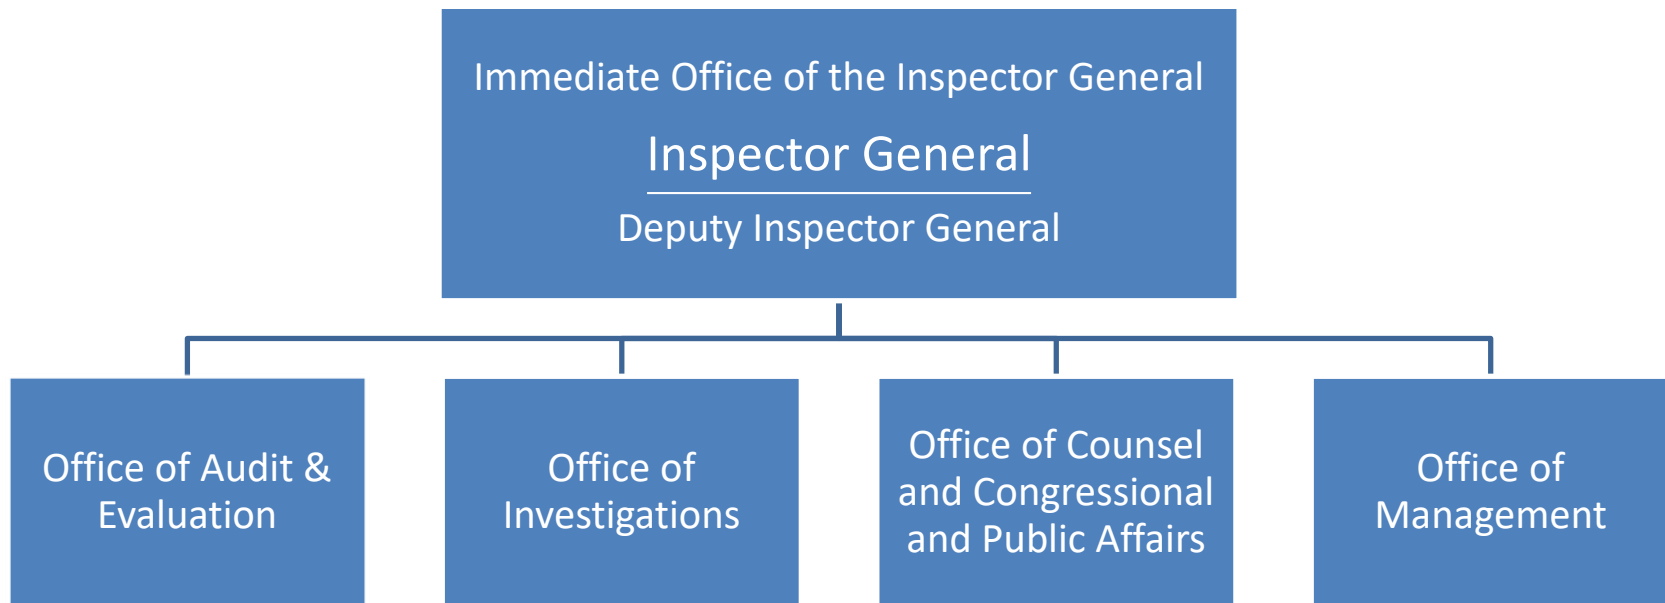 Immediate Office of the Inspector General
Inspector General
Deputy Inspector General
Office of Audit &
Evaluation
Office of
Investigations
Office of Counsel
and Congressional
and Public Affairs
Office of
Management